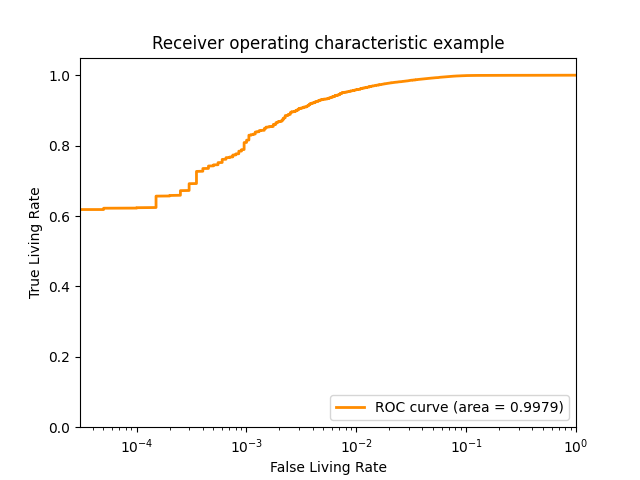 Receiver operating characteristic example
True Living Rate
1.0
0.8
0.6
0.4
0.2
0.0
ROC curve (area = 0.9979)
10⁻⁴ 10⁻³ 10⁻² 10⁻¹ 10⁰
False Living Rate